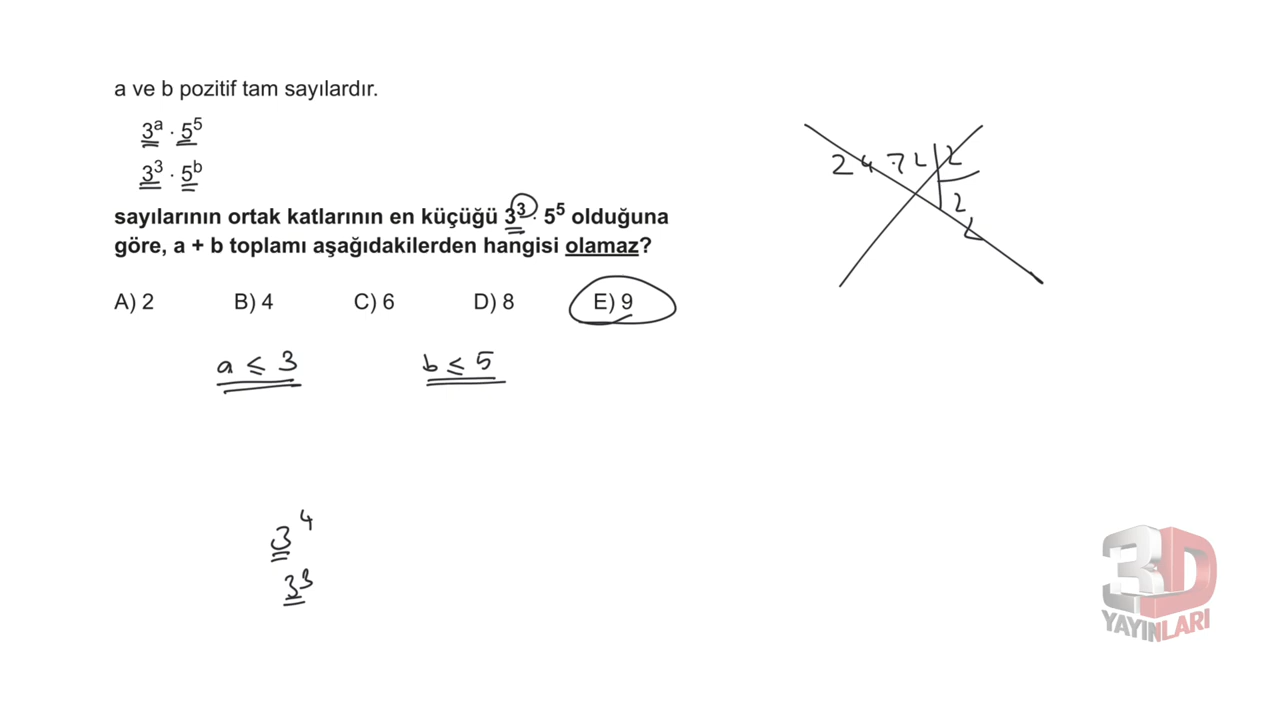 a ve b pozitif tam sayılardır.
3ᵃ · 5⁵
3³ · 5ᵇ
sayılarının ortak katlarının en küçüğü 3³ · 5⁵ olduğuna
göre, a + b toplamı aşağıdakilerden hangisi olamaz?
A) 2 B) 4 C) 6 D) 8 E) 9
a ≤ 3 b ≤ 5
3⁴
3³
2
3D
YAYINLARI